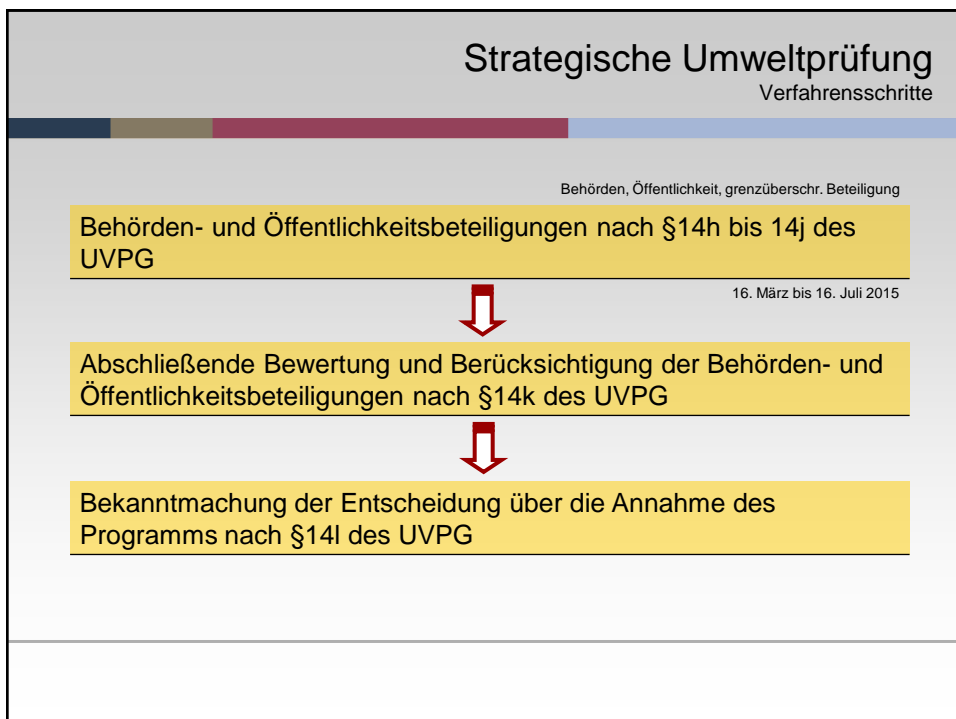 Strategische Umweltprüfung
Verfahrensschritte
Behörden, Öffentlichkeit, grenzüberschr. Beteiligung
Behörden- und Öffentlichkeitsbeteiligungen nach §14h bis 14j des
UVPG
16. März bis 16. Juli 2015
Abschließende Bewertung und Berücksichtigung der Behörden- und
Öffentlichkeitsbeteiligungen nach §14k des UVPG
Bekanntmachung der Entscheidung über die Annahme des
Programms nach §14l des UVPG